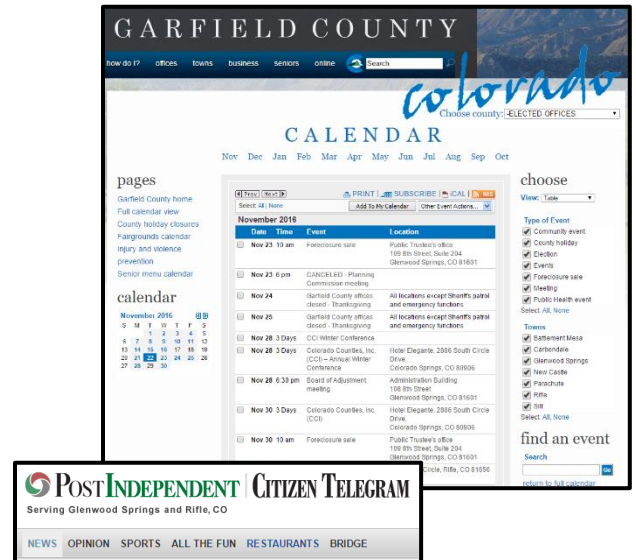 GARFIELD COUNTY
how do I? offices towns business seniors online Search
colorado
Choose county: -ELECTED OFFICES
CALENDAR
Nov Dec Jan Feb Mar Apr May Jun Jul Aug Sep Oct
pages
Garfield County home
Full calendar view
County holiday closures
Fairgrounds calendar
Injury and violence
prevention
Senior menu calendar
calendar
November 2016
S M T W T F S
1 2 3 4 5
6 7 8 9 10 11 12
13 14 15 16 17 18 19
20 21 22 23 24 25 26
27 28 29 30
Prev Next PRINT | SUBSCRIBE | iCAL | RSS
Select: All | None Add To My Calendar Other Event Actions...
November 2016
Date Time Event Location
Nov 23 10 am Foreclosure sale Public Trustee's office
109 8th Street, Suite 204
Glenwood Springs, CO 81601
Nov 23 6 pm CANCELED - Planning
Commission meeting
Nov 24 Garfield County offices All locations except Sheriff's patrol
closed - Thanksgiving and emergency functions
Nov 25 Garfield County offices All locations except Sheriff's patrol
closed - Thanksgiving and emergency functions
Nov 28 3 Days CCI Winter Conference
Nov 28 3 Days Colorado Counties, Inc. Hotel Elegante, 2886 South Circle
(CCI) – Annual Winter Drive,
Conference Colorado Springs, CO 80906
Nov 28 6:30 pm Board of Adjustment Administration Building
meeting 108 8th Street
Glenwood Springs, CO 81601
Nov 30 3 Days Colorado Counties, Inc. Hotel Elegante, 2886 South Circle
(CCI) Drive,
Colorado Springs, CO 80906
Nov 30 10 am Foreclosure sale Public Trustee's office
109 8th Street, Suite 204
Glenwood Springs, CO 81601
Circle, Rifle, CO 81650
choose
View: Table
Type of Event
Community event
County holiday
Election
Events
Foreclosure sale
Meeting
Public Health event
Select: All, None
Towns
Battlement Mesa
Carbondale
Glenwood Springs
New Castle
Parachute
Rifle
Silt
Select: All, None
find an event
Search
Go
return to full calendar
POST INDEPENDENT | CITIZEN TELEGRAM
Serving Glenwood Springs and Rifle, CO
NEWS OPINION SPORTS ALL THE FUN RESTAURANTS BRIDGE